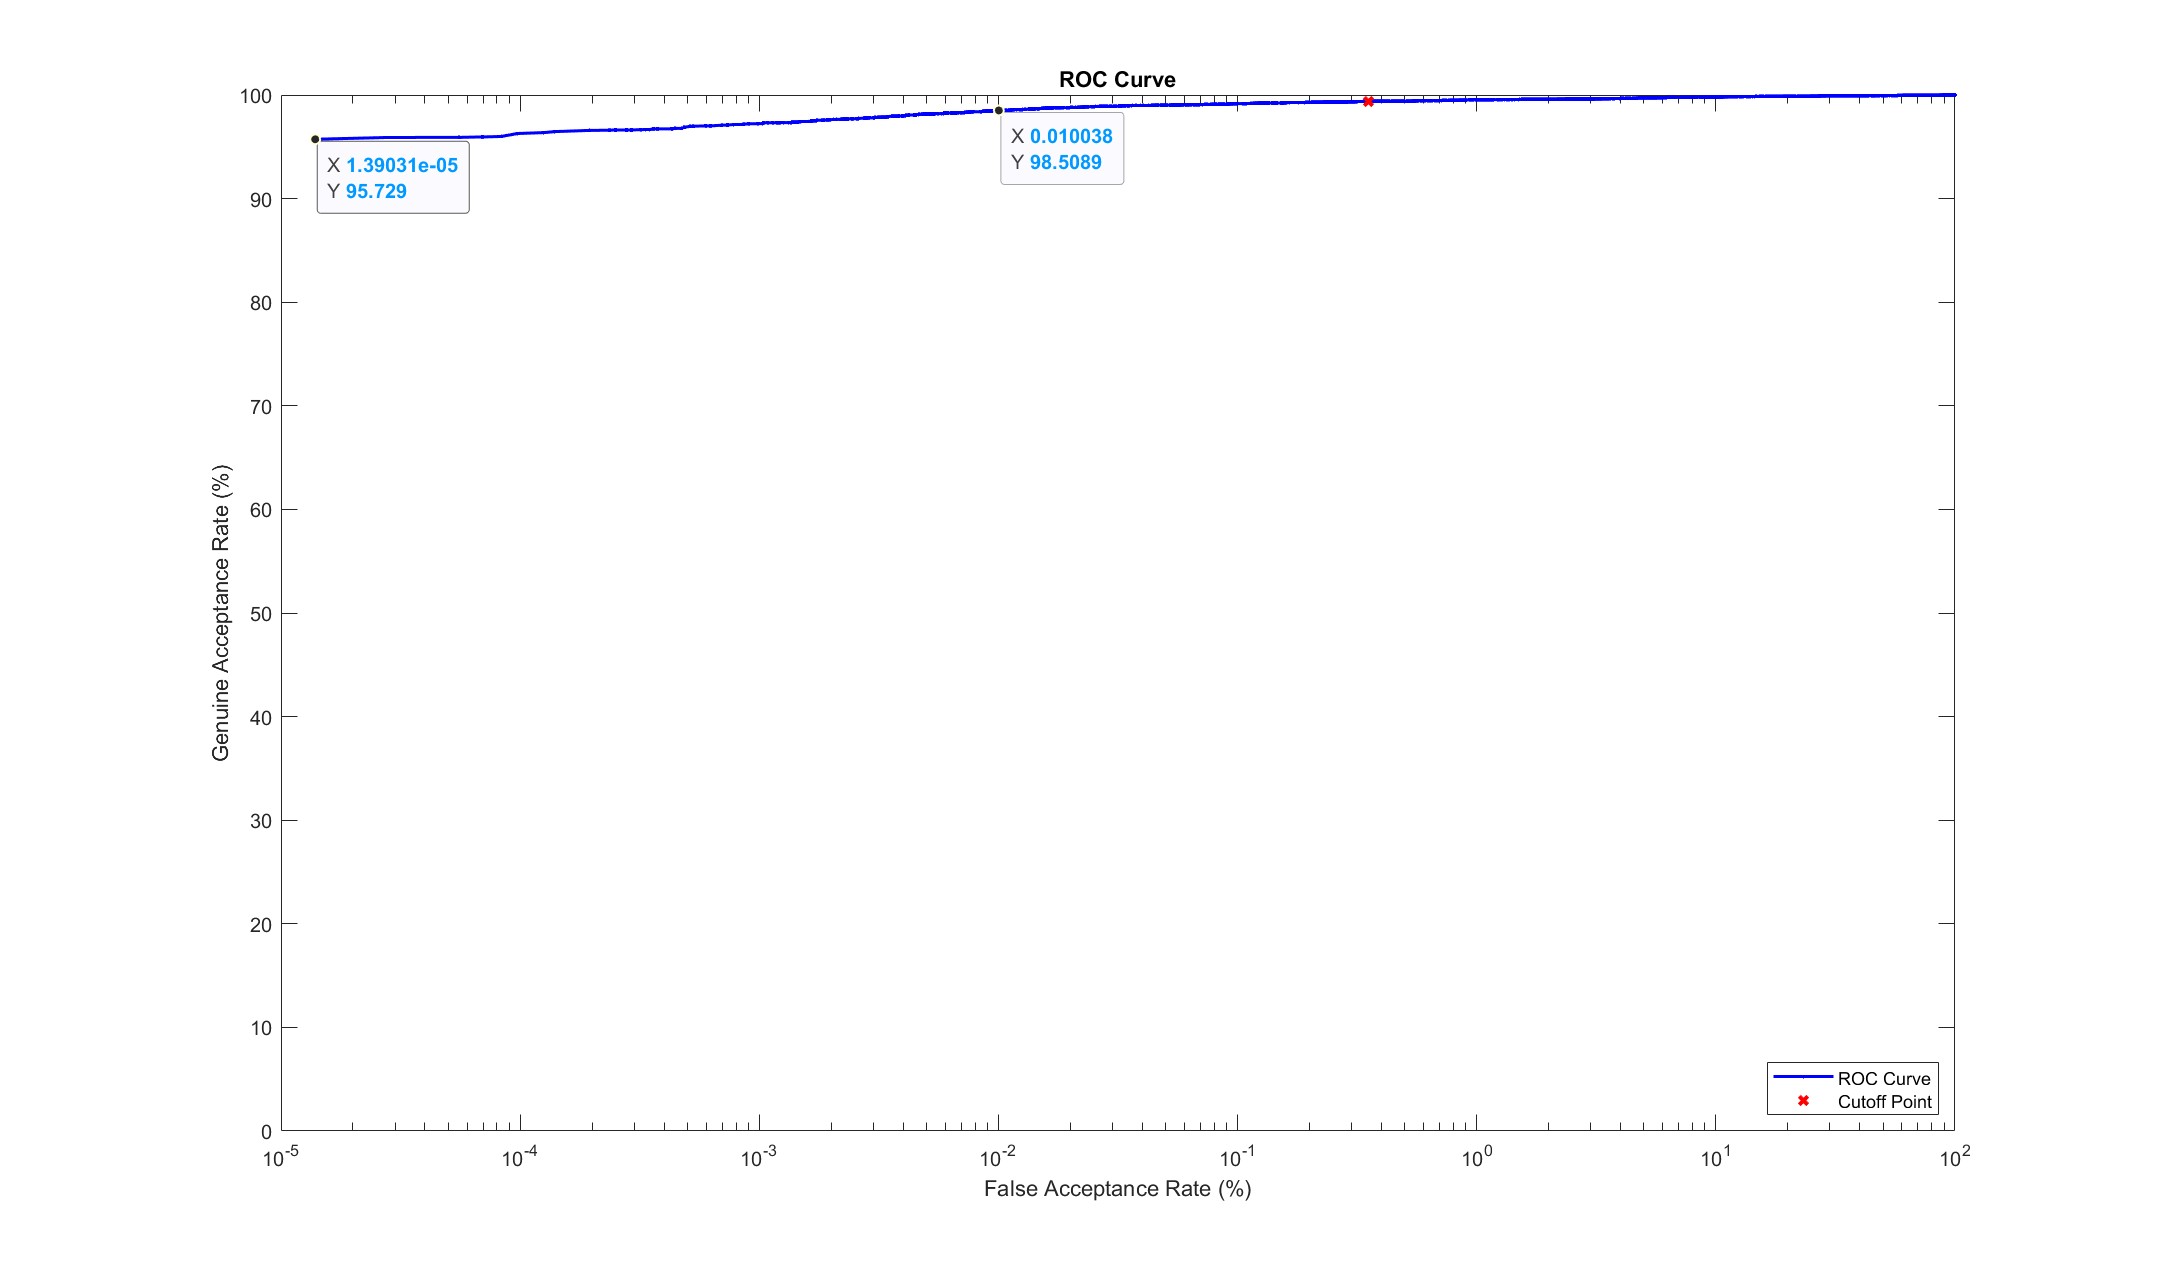 ROC Curve
100
90
80
70
60
50
40
30
20
10
0
Genuine Acceptance Rate (%)
X 1.39031e-05
Y 95.729
X 0.010038
Y 98.5089
ROC Curve
Cutoff Point
10-5
10-4
10-3
10-2
10-1
100
101
102
False Acceptance Rate (%)